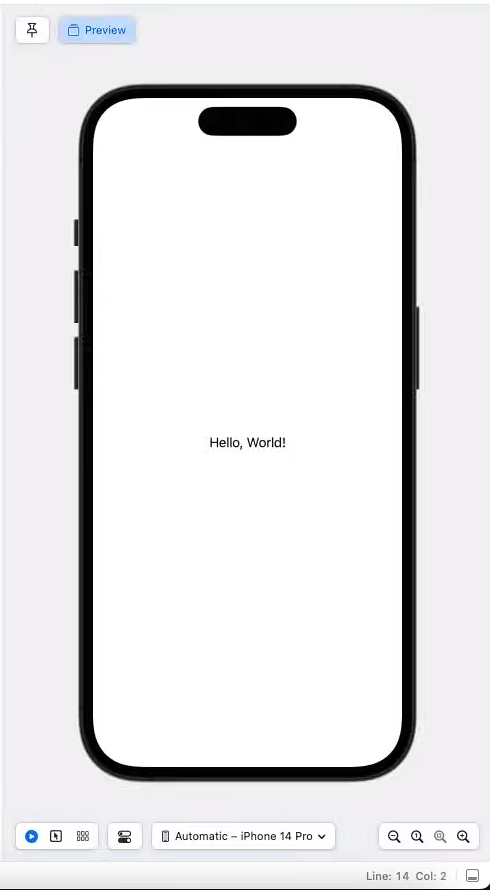 Preview
Hello, World!
Automatic – iPhone 14 Pro
Line: 14 Col: 2